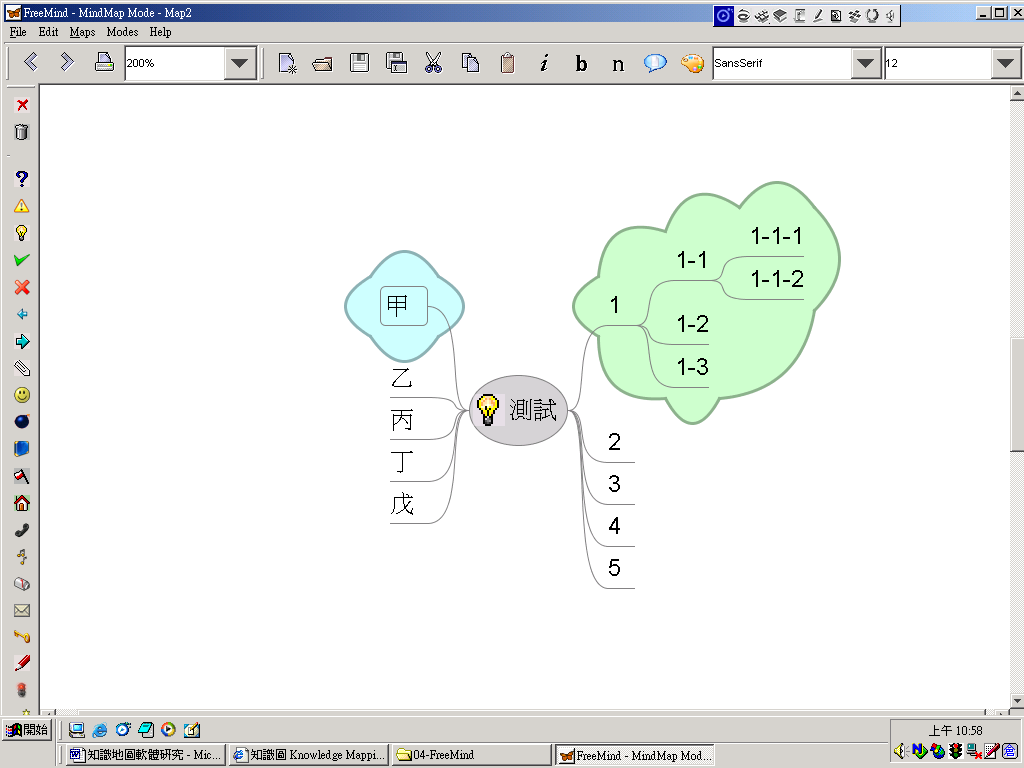 FreeMind - MindMap Mode - Map2
File Edit Maps Modes Help
200%
i b n
SansSerif
12
1-1-1
1-1
1-1-2
甲
1
1-2
1-3
乙
測試
丙
2
丁
3
戊
4
5
開始
上午 10:58
知識地圖軟體研究 - Mic...
知識圖 Knowledge Mappi...
04-FreeMind
FreeMind - MindMap Mod...